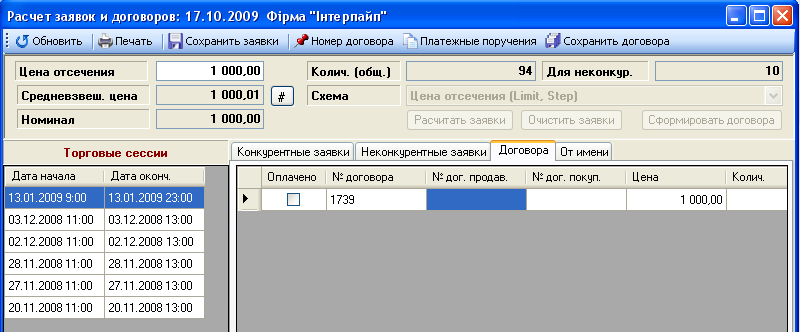 Расчет заявок и договоров: 17.10.2009 Фірма "Інтерпайп"
Обновить Печать Сохранить заявки Номер договора Платежные поручения Сохранить договора
Цена отсечения 1 000,00 Колич. (общ.) 94 Для неконкур. 10
Средневзвеш. цена 1 000,01 # Схема Цена отсечения (Limit, Step)
Номинал 1 000,00 Расчитать заявки Очистить заявки Сформировать договора
Торговые сессии Конкурентные заявки Неконкурентные заявки Договора От имени
Дата начала Дата оконч. Оплачено № договора № дог. продав. № дог. покуп. Цена Колич.
13.01.2009 9:00 13.01.2009 23:00 1739 1 000,00
03.12.2008 11:00 03.12.2008 13:00
02.12.2008 11:00 02.12.2008 13:00
28.11.2008 11:00 28.11.2008 13:00
27.11.2008 11:00 27.11.2008 13:00
20.11.2008 11:00 20.11.2008 13:00